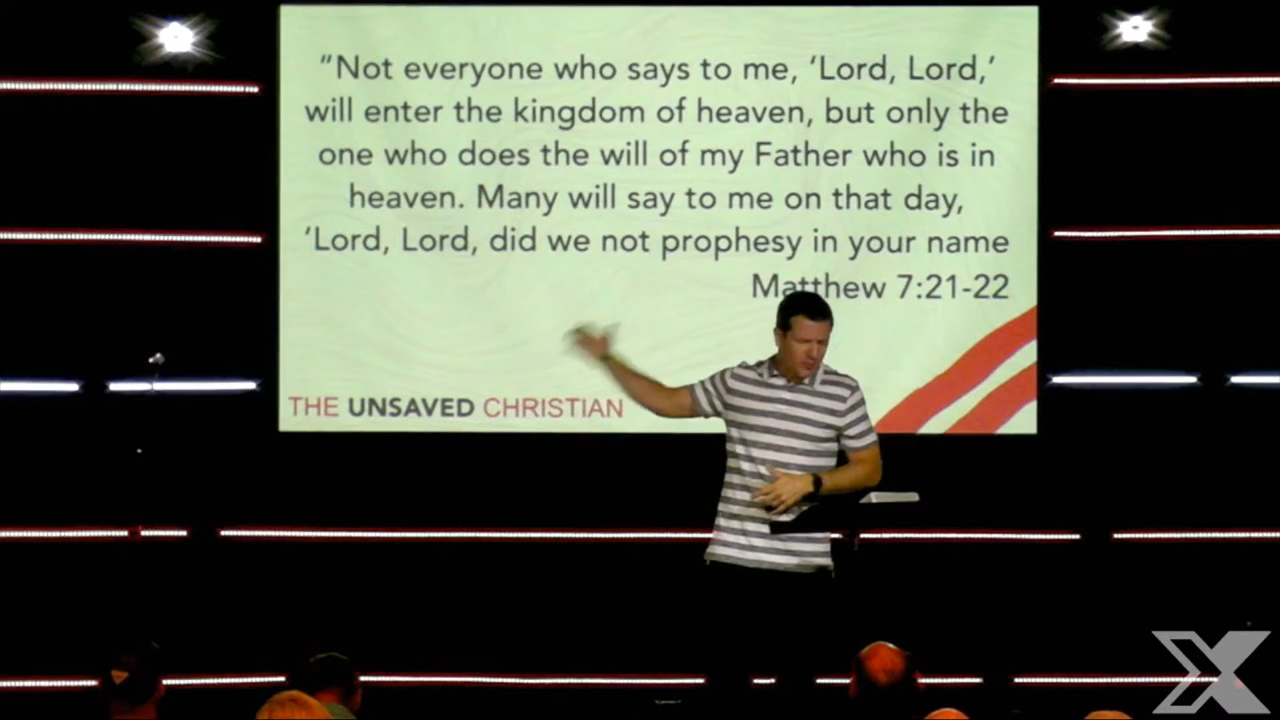 “Not everyone who says to me, ‘Lord, Lord,’
will enter the kingdom of heaven, but only the
one who does the will of my Father who is in
heaven. Many will say to me on that day,
‘Lord, Lord, did we not prophesy in your name
Matthew 7:21-22
THE UNSAVED CHRISTIAN
X